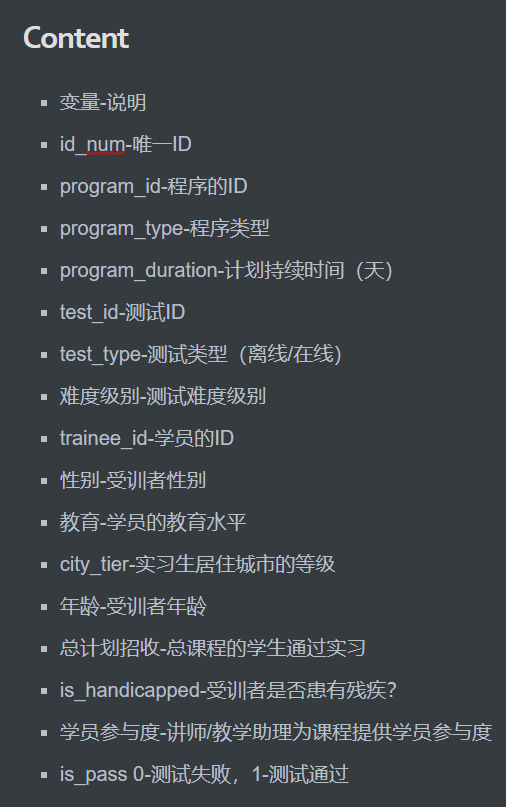 Content
变量-说明
id_num-唯一ID
program_id-程序的ID
program_type-程序类型
program_duration-计划持续时间（天）
test_id-测试ID
test_type-测试类型（离线/在线）
难度级别-测试难度级别
trainee_id-学员的ID
性别-受训者性别
教育-学员的教育水平
city_tier-实习生居住城市的等级
年龄-受训者年龄
总计划招收-总课程的学生通过实习
is_handicapped-受训者是否患有残疾？
学员参与度-讲师/教学助理为课程提供学员参与度
is_pass 0-测试失败，1-测试通过